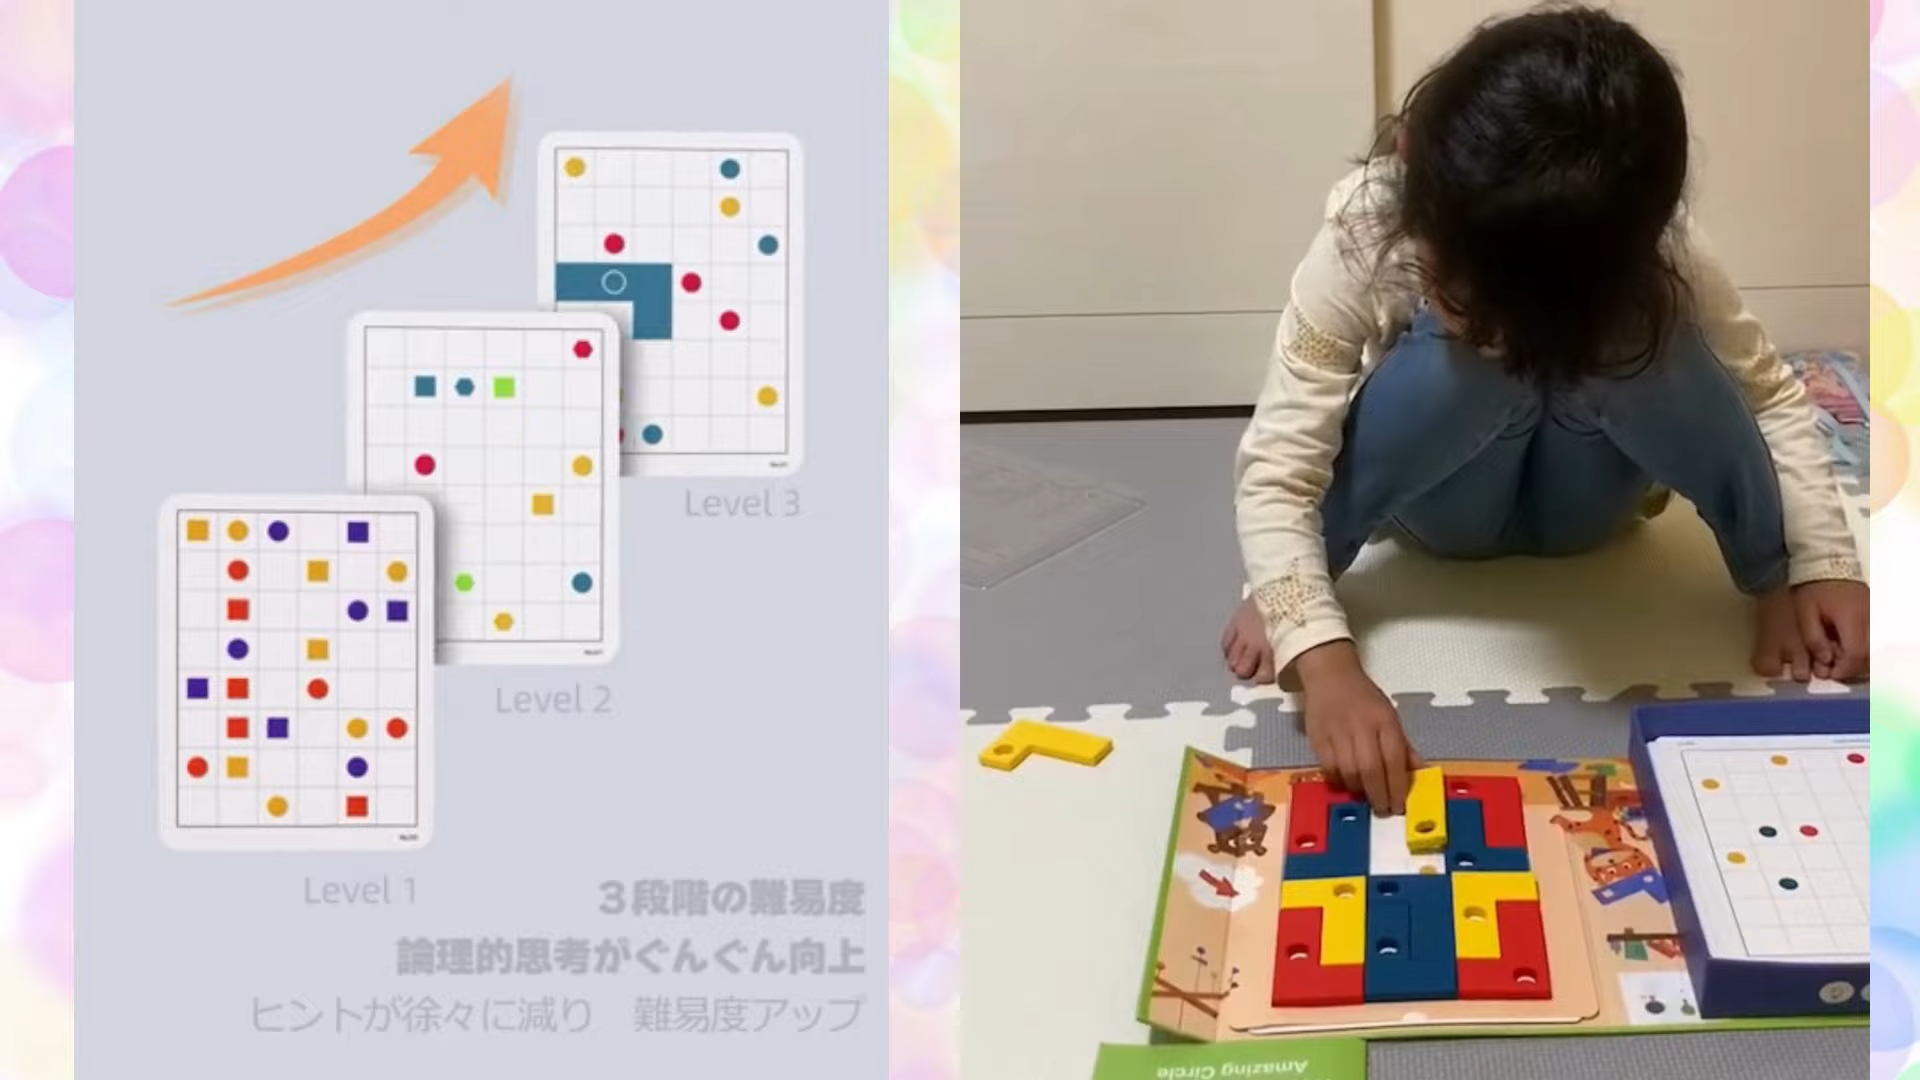 Level 3
Level 2
Level 1
3段階の難易度
論理的思考がぐんぐん向上
ヒントが徐々に減り 難易度アップ
Amazing Circle